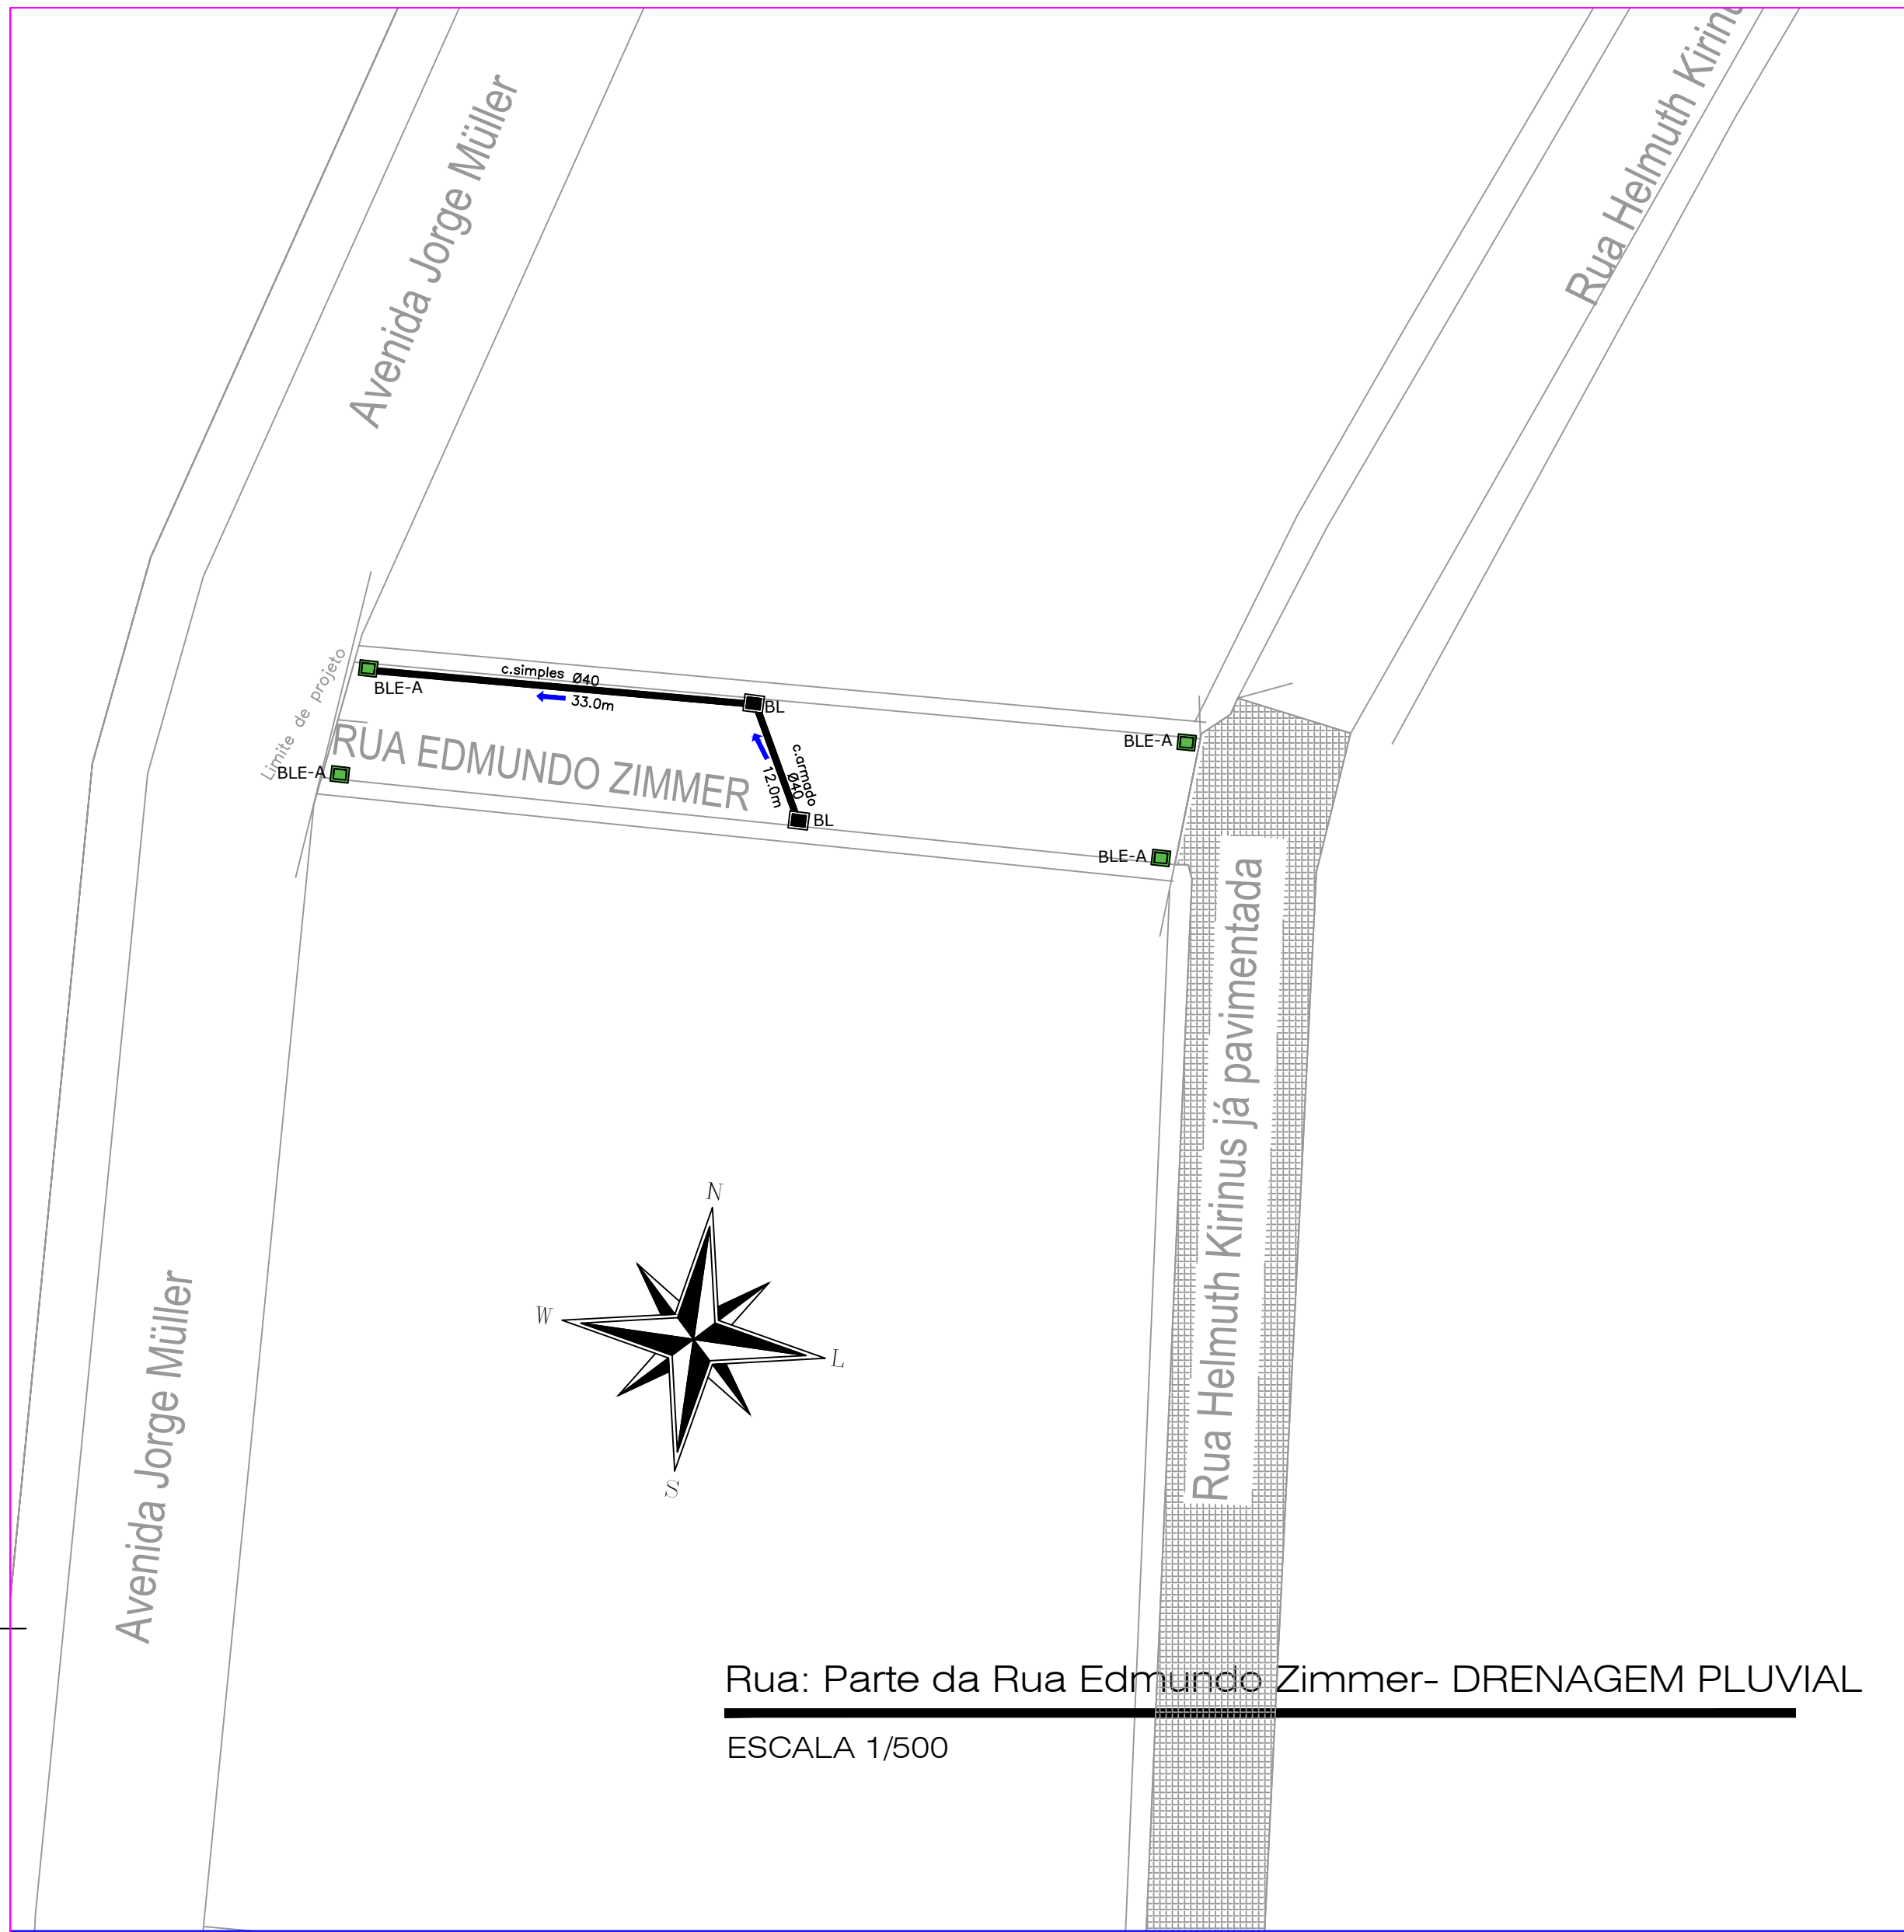 Avenida Jorge Müller
Rua Helmuth
Limite de projeto
c.simples Ø40
33.0m
BLE-A
BL
RUA EDMUNDO ZIMMER
BLE-A
c.armado
Ø40
12.0m
BL
BLE-A
BLE-A
Rua Helmuth Kirinus já pavimentada
N
W
L
S
Avenida Jorge Müller
Rua: Parte da Rua Edmundo Zimmer- DRENAGEM PLUVIAL
ESCALA 1/500